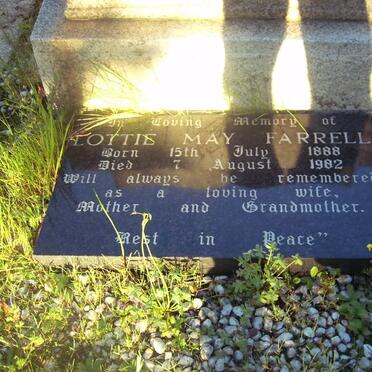 In Loving Memory of
LOTTIE MAY FARRELL
Born 15th July 1888
Died 7 August 1982
Will always be remembered
as a loving wife.
Mother and Grandmother.
Rest in Peace"